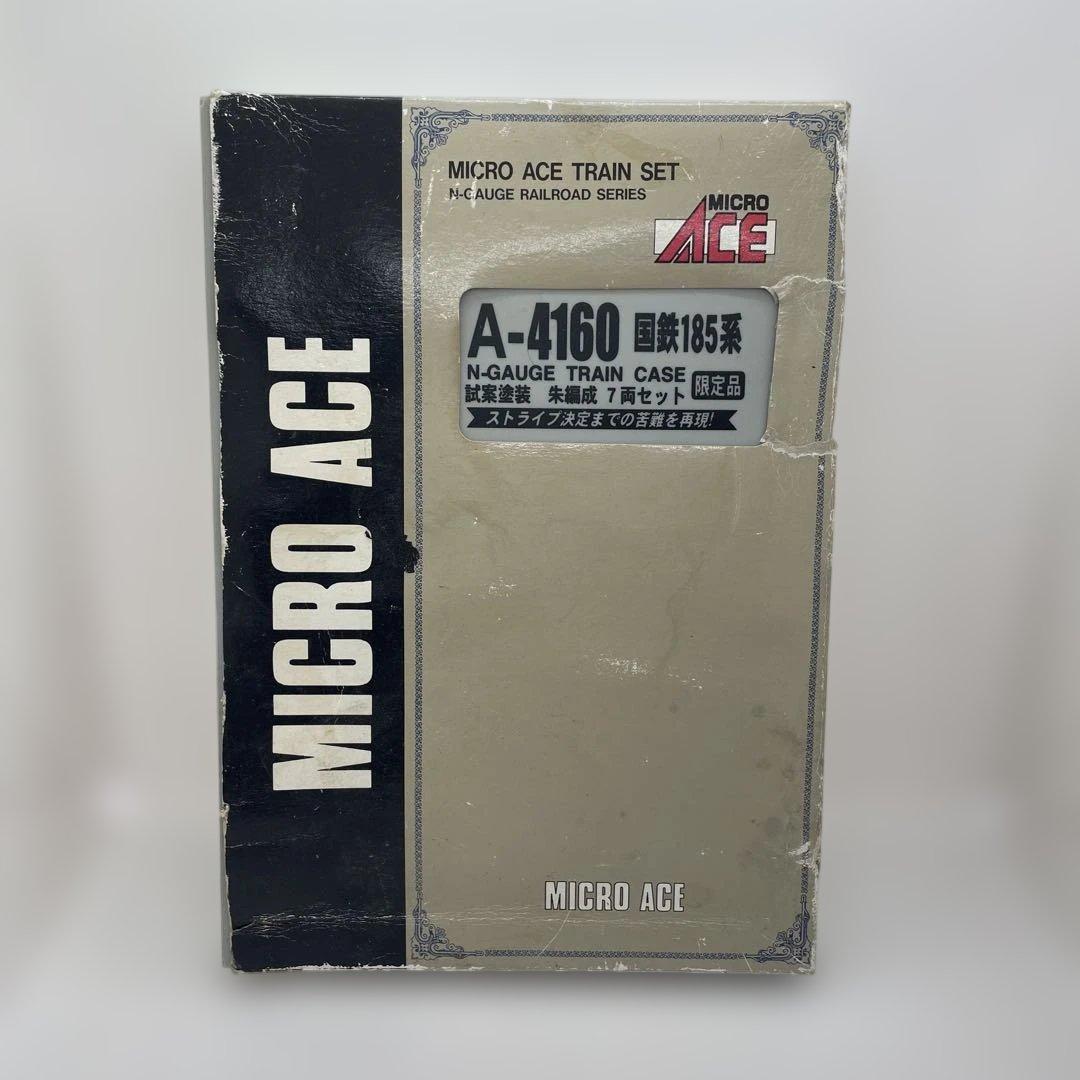 MICRO ACE
MICRO ACE TRAIN SET
N-GAUGE RAILROAD SERIES
MICRO
ACE
A-4160 国鉄185系
N-GAUGE TRAIN CASE
試案塗装 朱編成 7両セット 限定品
ストライプ決定までの苦難を再現!
MICRO ACE